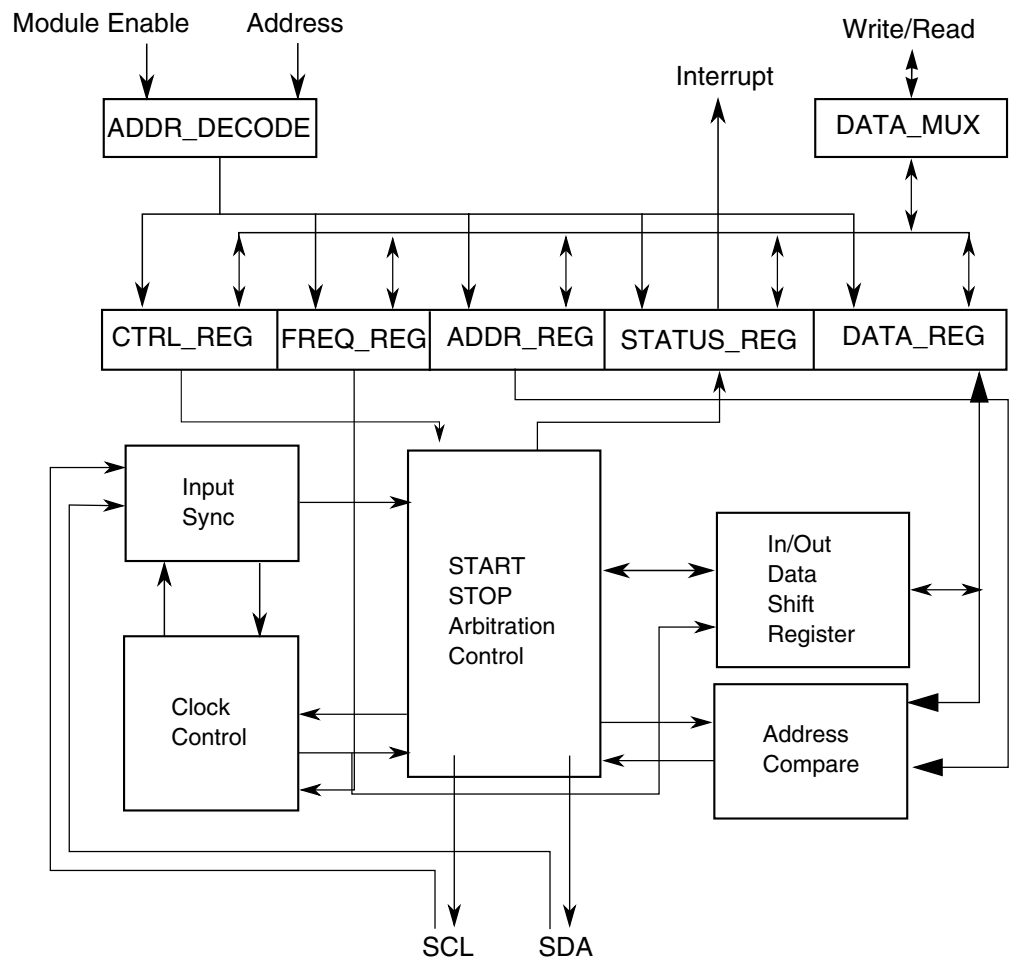 Module Enable
Address
Write/Read
Interrupt
ADDR_DECODE
DATA_MUX
CTRL_REG
FREQ_REG
ADDR_REG
STATUS_REG
DATA_REG
Input
Sync
START
STOP
Arbitration
Control
In/Out
Data
Shift
Register
Clock
Control
Address
Compare
SCL
SDA